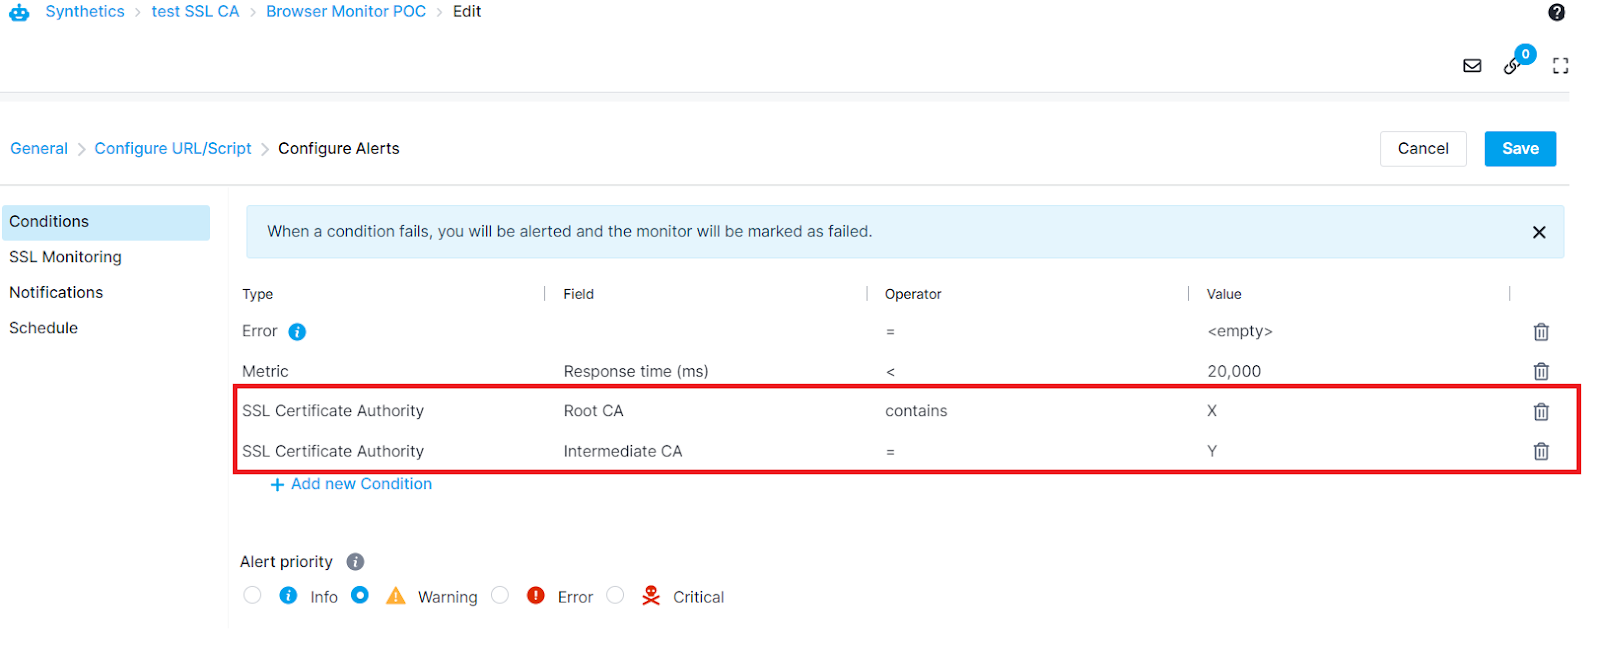 Synthetics > test SSL CA > Browser Monitor POC > Edit
0
General > Configure URL/Script > Configure Alerts Cancel Save
Conditions
SSL Monitoring
Notifications
Schedule
When a condition fails, you will be alerted and the monitor will be marked as failed.
Type Field Operator Value
Error = <empty>
Metric Response time (ms) < 20,000
SSL Certificate Authority Root CA contains X
SSL Certificate Authority Intermediate CA = Y
+ Add new Condition
Alert priority
Info Warning Error Critical